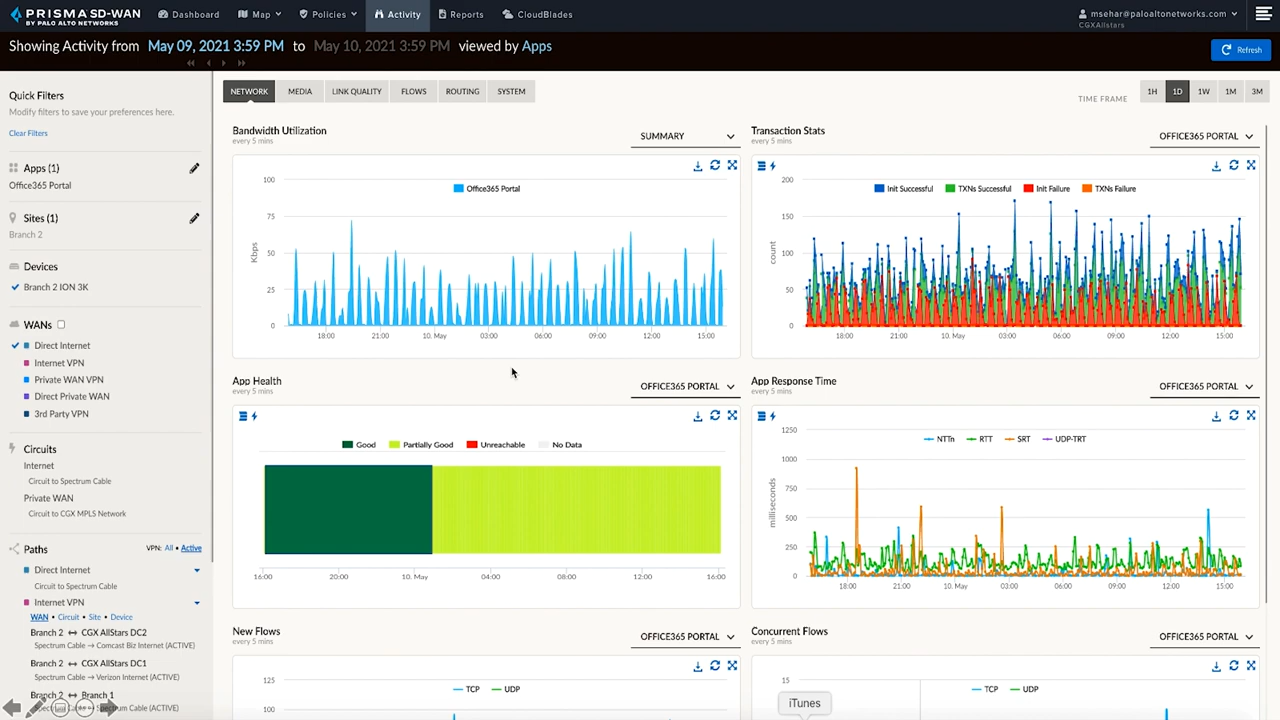 PRISMA SD-WAN
BY PALO ALTO NETWORKS
Dashboard
Map
Policies
Activity
Reports
CloudBlades
msehar@paloaltonetworks.com
CGXAllstars
Showing Activity from May 09, 2021 3:59 PM to May 10, 2021 3:59 PM viewed by Apps
Refresh
Quick Filters
Modify filters to save your preferences here.
Clear Filters
Apps (1)
Office365 Portal
Sites (1)
Branch 2
Devices
Branch 2 ION 3K
WANs
Direct Internet
Internet VPN
Private WAN VPN
Direct Private WAN
3rd Party VPN
Circuits
Internet
Circuit to Spectrum Cable
Private WAN
Circuit to CGX MPLS Network
Paths
VPN: All • Active
Direct Internet
Circuit to Spectrum Cable
Internet VPN
WAN • Circuit • Site • Device
Branch 2 ↔ CGX AllStars DC2
Spectrum Cable → Comcast Biz Internet (ACTIVE)
Branch 2 ↔ CGX AllStars DC1
Spectrum Cable → Verizon Internet (ACTIVE)
Branch 2 ↔ Branch 1
Cable (ACTIVE)
NETWORK
MEDIA
LINK QUALITY
FLOWS
ROUTING
SYSTEM
TIME FRAME
1H
1D
1W
1M
3M
Bandwidth Utilization
every 5 mins
SUMMARY
Office365 Portal
100
75
50
25
0
Kbps
18:00
21:00
10. May
03:00
06:00
09:00
12:00
15:00
Transaction Stats
every 5 mins
OFFICE365 PORTAL
Init Successful
TXNs Successful
Init Failure
TXNs Failure
200
150
100
50
0
count
18:00
21:00
10. May
03:00
06:00
09:00
12:00
15:00
App Health
every 5 mins
OFFICE365 PORTAL
Good
Partially Good
Unreachable
No Data
16:00
20:00
10. May
04:00
08:00
12:00
16:00
App Response Time
every 5 mins
OFFICE365 PORTAL
NTTn
RTT
SRT
UDP-TRT
1250
1000
750
500
250
0
milliseconds
18:00
21:00
10. May
03:00
06:00
09:00
12:00
15:00
New Flows
every 5 mins
OFFICE365 PORTAL
TCP
UDP
125
100
Concurrent Flows
every 5 mins
OFFICE365 PORTAL
TCP
UDP
15
10
iTunes